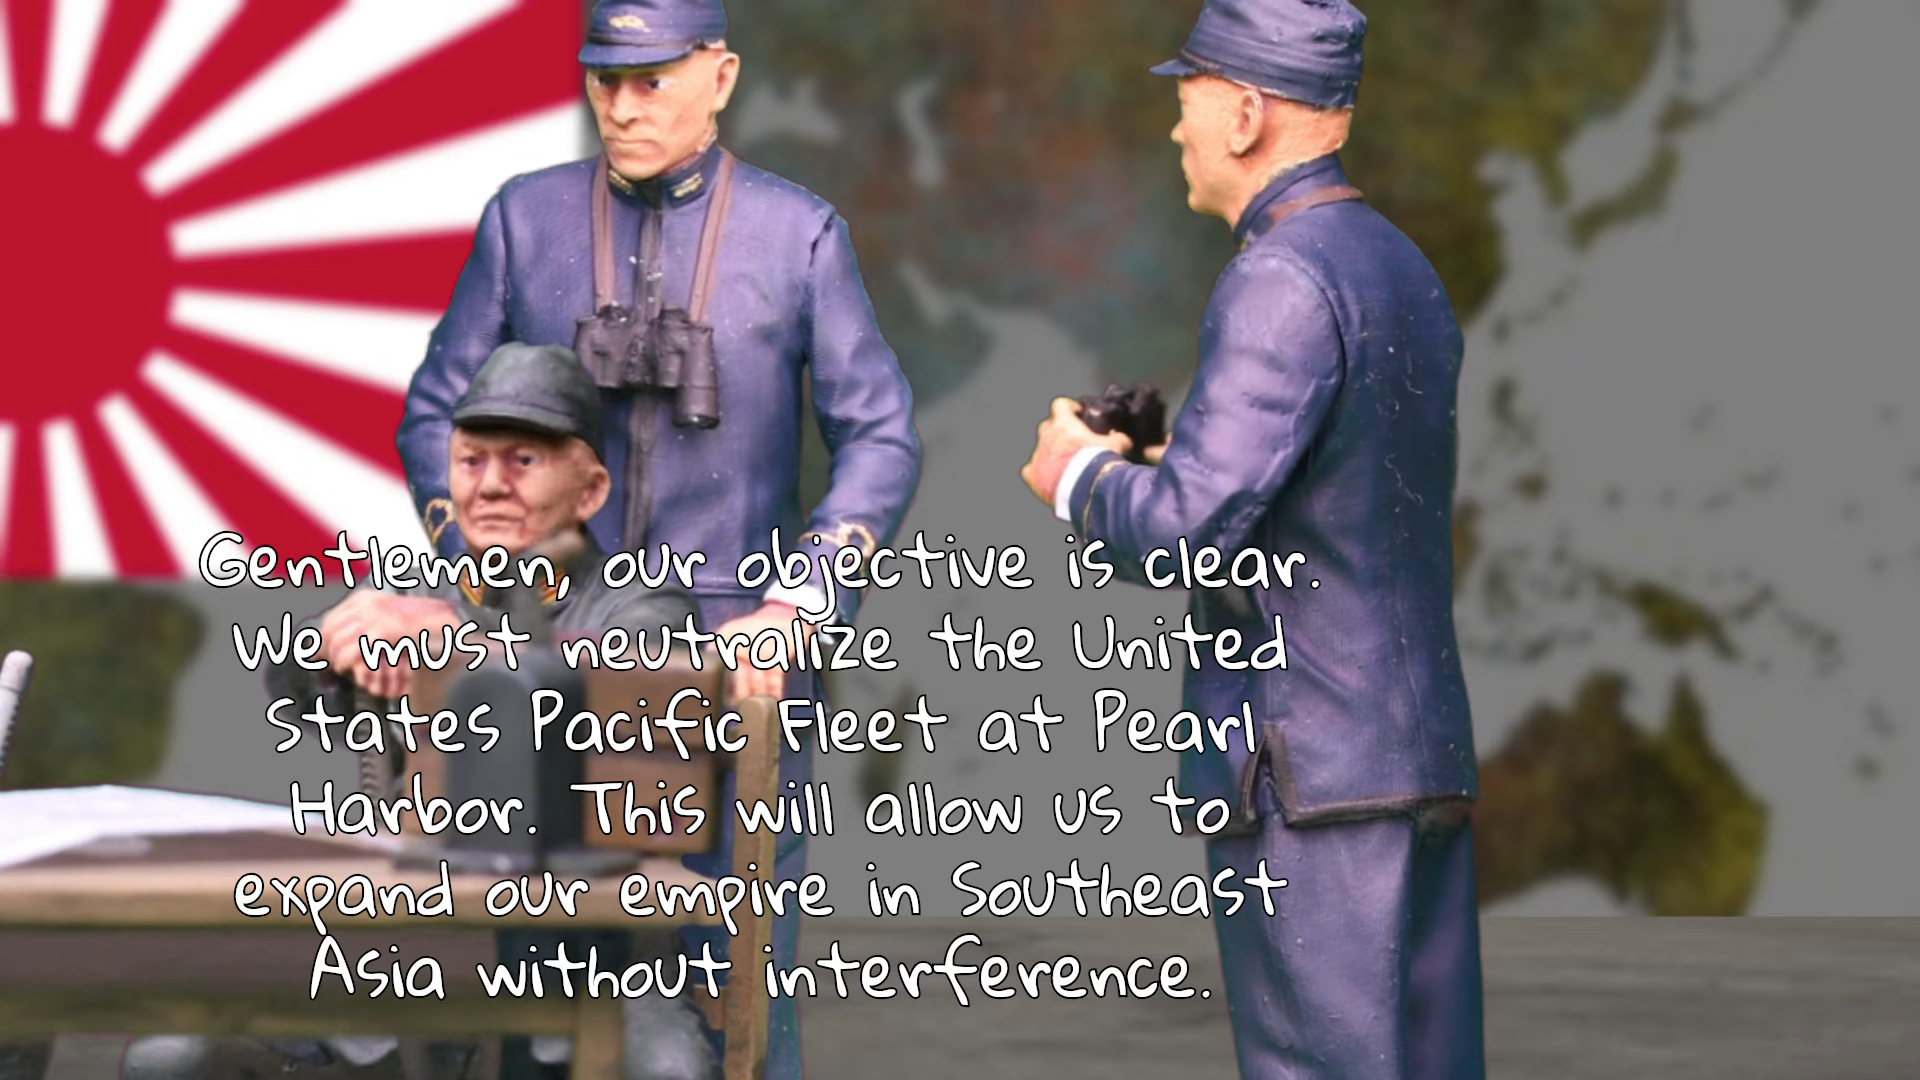 Gentlemen, our objective is clear.
We must neutralize the United
States Pacific Fleet at Pearl
Harbor. This will allow us to
expand our empire in Southeast
Asia without interference.